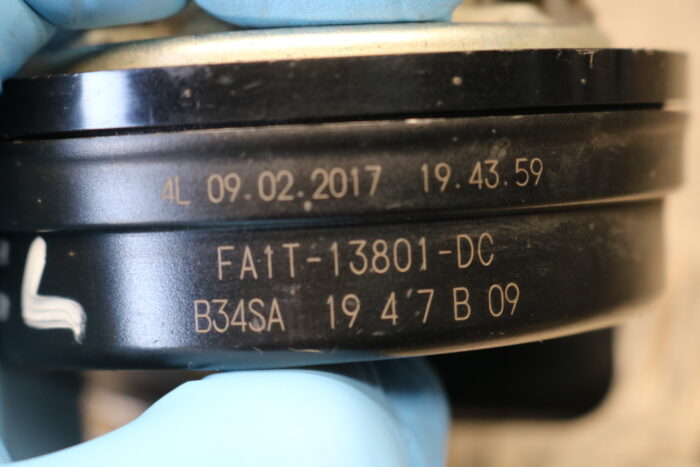 4L 09.02.2017 19.43.59
FA1T-13801-DC
B34SA 19 4 7 B 09
L